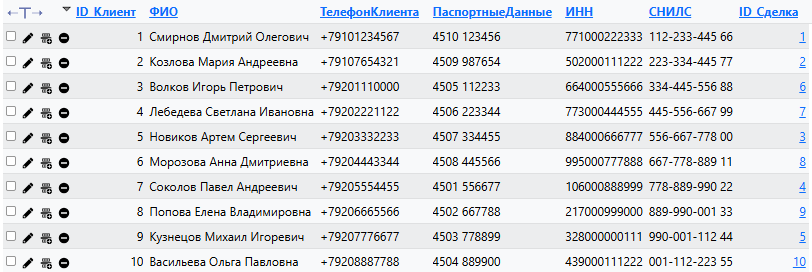 ID_Клиент ФИО ТелефонКлиента ПаспортныеДанные ИНН СНИЛС ID_Сделка
1 Смирнов Дмитрий Олегович +79101234567 4510 123456 771000222333 112-233-445 66 1
2 Козлова Мария Андреевна +79107654321 4509 987654 502000111222 223-334-445 77 2
3 Волков Игорь Петрович +79201110000 4505 112233 664000555666 334-445-556 88 6
4 Лебедева Светлана Ивановна +79202221122 4506 223344 773000444555 445-556-667 99 7
5 Новиков Артем Сергеевич +79203332233 4507 334455 884000666777 556-667-778 00 3
6 Морозова Анна Дмитриевна +79204443344 4508 445566 995000777888 667-778-889 11 8
7 Соколов Павел Андреевич +79205554455 4501 556677 106000888999 778-889-990 22 4
8 Попова Елена Владимировна +79206665566 4502 667788 217000999000 889-990-001 33 9
9 Кузнецов Михаил Игоревич +79207776677 4503 778899 328000000111 990-001-112 44 5
10 Васильева Ольга Павловна +79208887788 4504 889900 439000111222 001-112-223 55 10